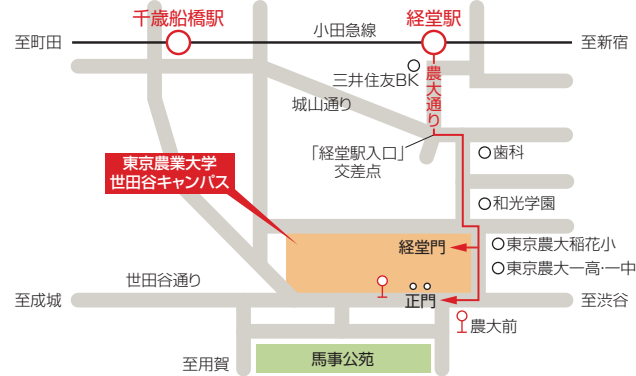 千歳船橋駅
経堂駅
小田急線
至町田
至新宿
三井住友BK
農大通り
城山通り
「経堂駅入口」
交差点
歯科
東京農業大学
世田谷キャンパス
和光学園
経堂門
東京農大稲花小
東京農大一高・一中
世田谷通り
至成城
正門
至渋谷
農大前
馬事公苑
至用賀